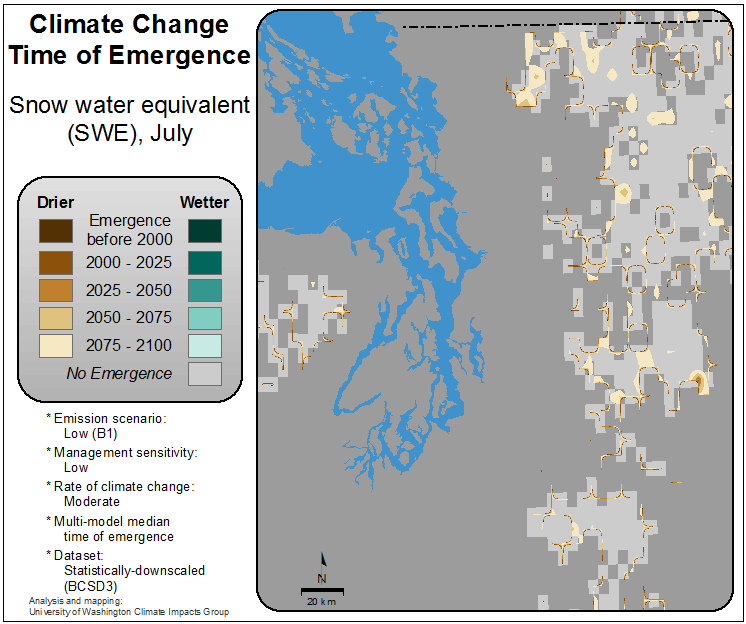 Climate Change
Time of Emergence
Snow water equivalent
(SWE), July
Drier Wetter
Emergence
before 2000
2000 - 2025
2025 - 2050
2050 - 2075
2075 - 2100
No Emergence
* Emission scenario:
Low (B1)
* Management sensitivity:
Low
* Rate of climate change:
Moderate
* Multi-model median
time of emergence
* Dataset:
Statistically-downscaled
(BCSD3)
Analysis and mapping:
University of Washington Climate Impacts Group
N
20 km